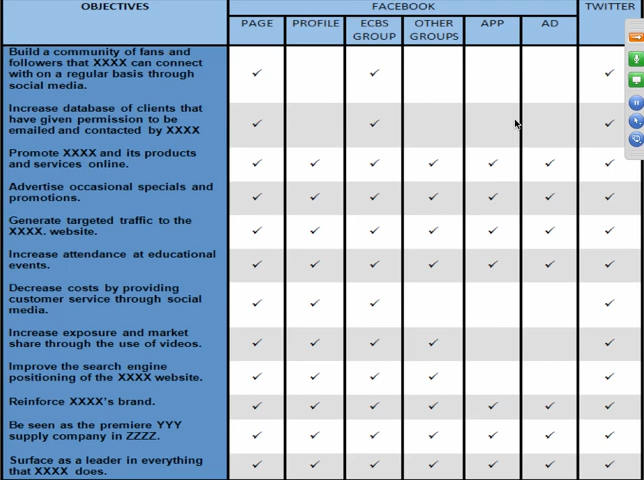 OBJECTIVES
FACEBOOK
TWITTER
PAGE
PROFILE
ECBS
GROUP
OTHER
GROUPS
APP
AD
Build a community of fans and
followers that XXXX can connect
with on a regular basis through
social media.
Increase database of clients that
have given permission to be
emailed and contacted by XXXX
Promote XXXX and its products
and services online.
Advertise occasional specials and
promotions.
Generate targeted traffic to the
XXXX. website.
Increase attendance at educational
events.
Decrease costs by providing
customer service through social
media.
Increase exposure and market
share through the use of videos.
Improve the search engine
positioning of the XXXX website.
Reinforce XXXX's brand.
Be seen as the premiere YYY
supply company in ZZZZ.
Surface as a leader in everything
that XXXX does.